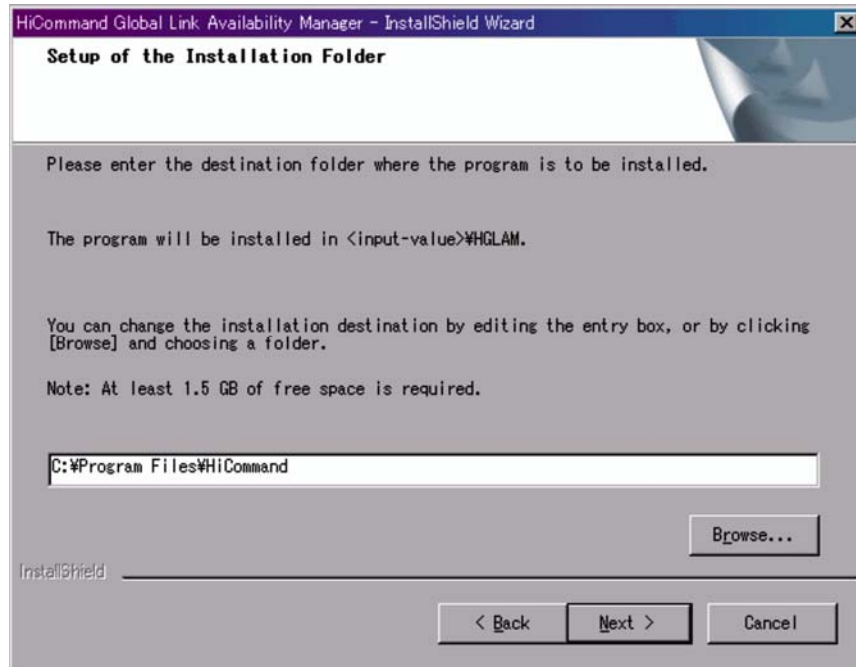 HiCommand Global Link Availability Manager - InstallShield Wizard
Setup of the Installation Folder
Please enter the destination folder where the program is to be installed.
The program will be installed in <input-value>¥HGLAM.
You can change the installation destination by editing the entry box, or by clicking
[Browse] and choosing a folder.
Note: At least 1.5 GB of free space is required.
C:¥Program Files¥HiCommand
Browse...
InstallShield
< Back
Next >
Cancel